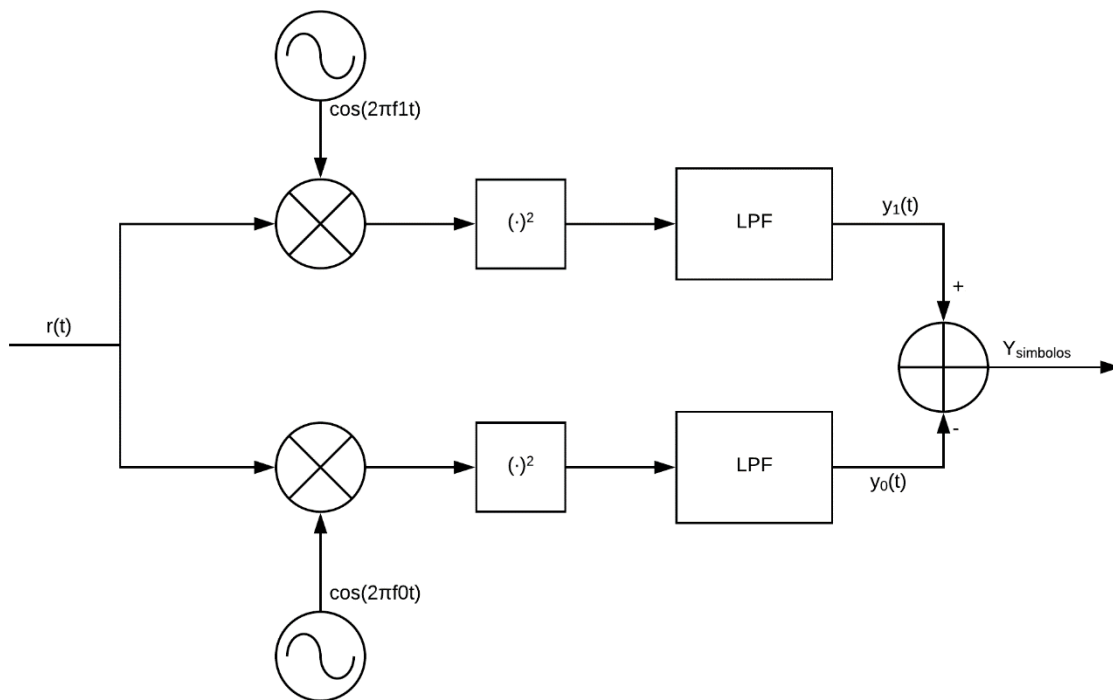 cos(2πf1t)
(·)²
LPF
y₁(t)
+
r(t)
Y_simbolos
-
(·)²
LPF
y₀(t)
cos(2πf0t)